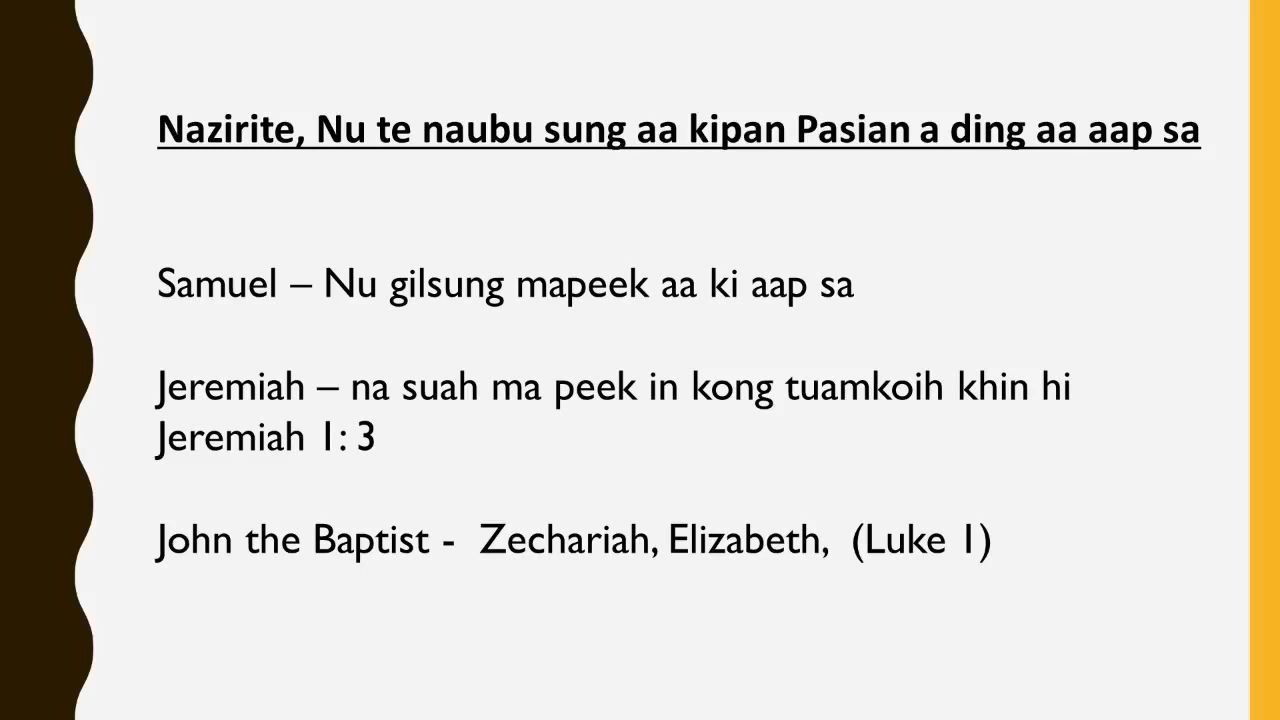 Nazirite, Nu te naubu sung aa kipan Pasian a ding aa aap sa
Samuel – Nu gilsung mapeek aa ki aap sa
Jeremiah – na suah ma peek in kong tuamkoih khin hi
Jeremiah 1: 3
John the Baptist - Zechariah, Elizabeth, (Luke 1)